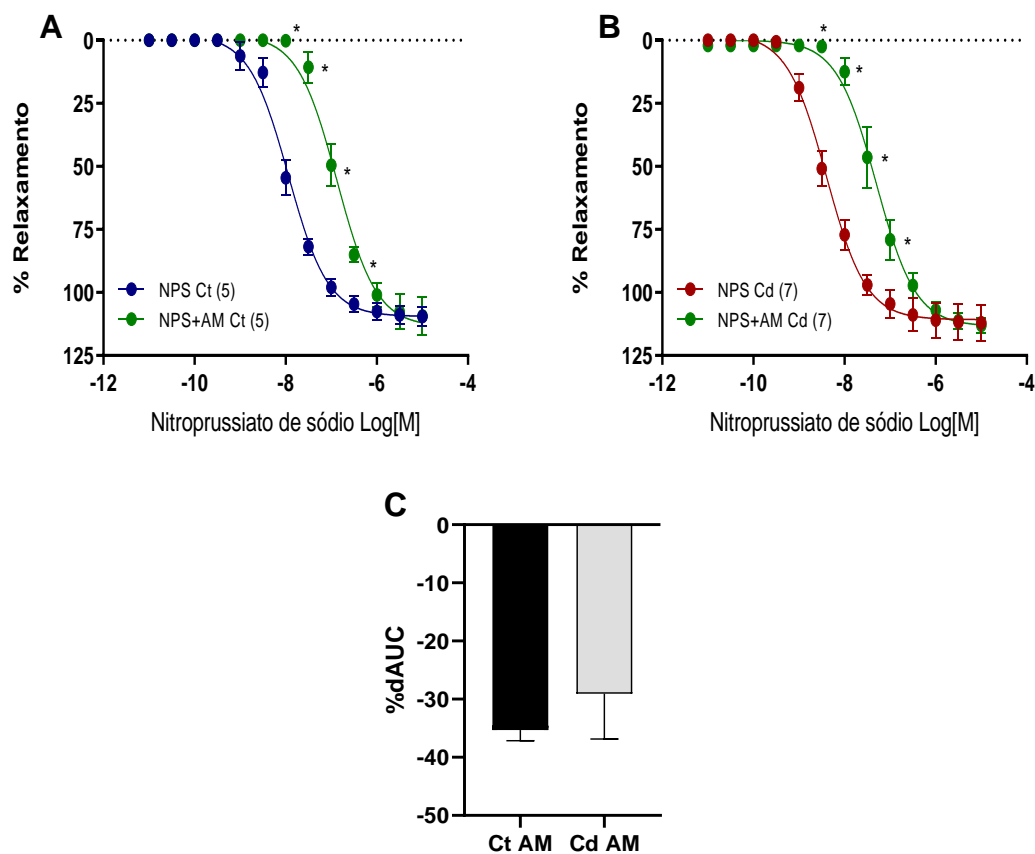 A
% Relaxamento
0
25
50
75
100
125
*
*
*
*
NPS Ct (5)
NPS+AM Ct (5)
-12 -10 -8 -6 -4
Nitroprussiato de sódio Log[M]
B
% Relaxamento
0
25
50
75
100
125
*
*
*
*
NPS Cd (7)
NPS+AM Cd (7)
-12 -10 -8 -6 -4
Nitroprussiato de sódio Log[M]
C
%dAUC
0
-10
-20
-30
-40
-50
Ct AM Cd AM